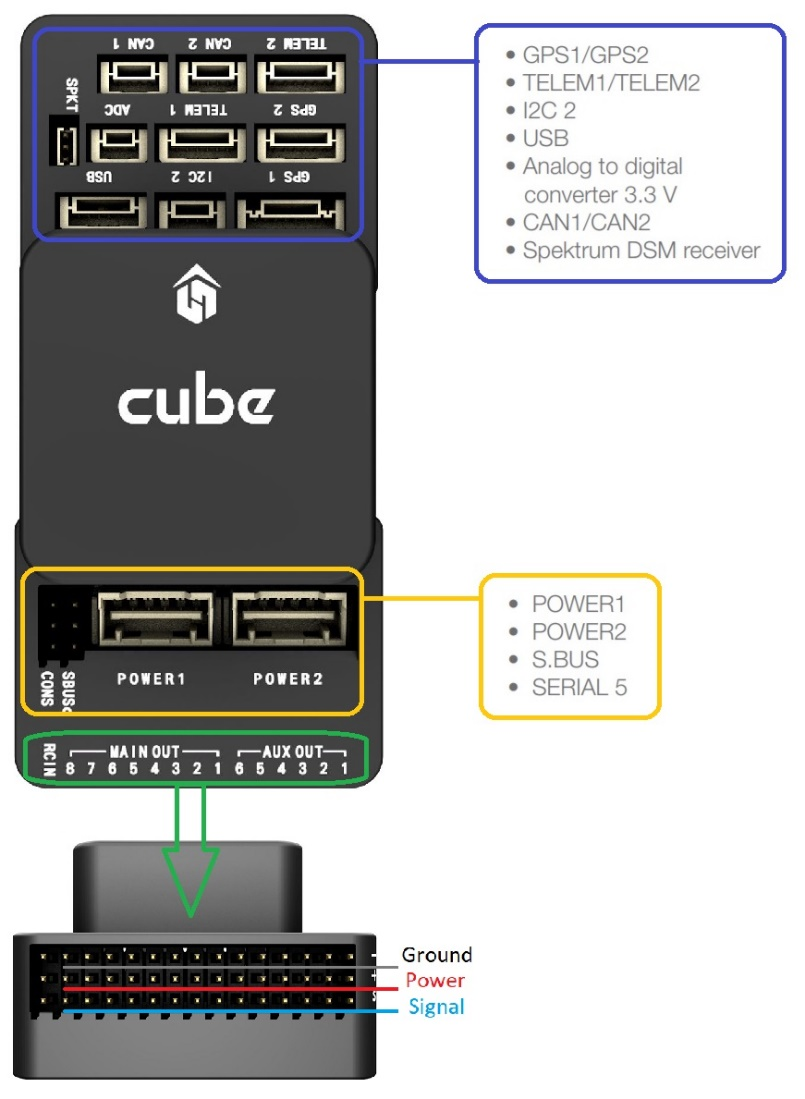 CAN 1 CAN 2 TELEM 2
SPKT
ADC TELEM 1 GPS 2
USB I2C 2 GPS 1
cube
• GPS1/GPS2
• TELEM1/TELEM2
• I2C 2
• USB
• Analog to digital
converter 3.3 V
• CAN1/CAN2
• Spektrum DSM receiver
CONS
SBUSo
POWER1 POWER2
• POWER1
• POWER2
• S.BUS
• SERIAL 5
RCIN
MAIN OUT AUX OUT
8 7 6 5 4 3 2 1 6 5 4 3 2 1
- Ground
+ Power
S Signal